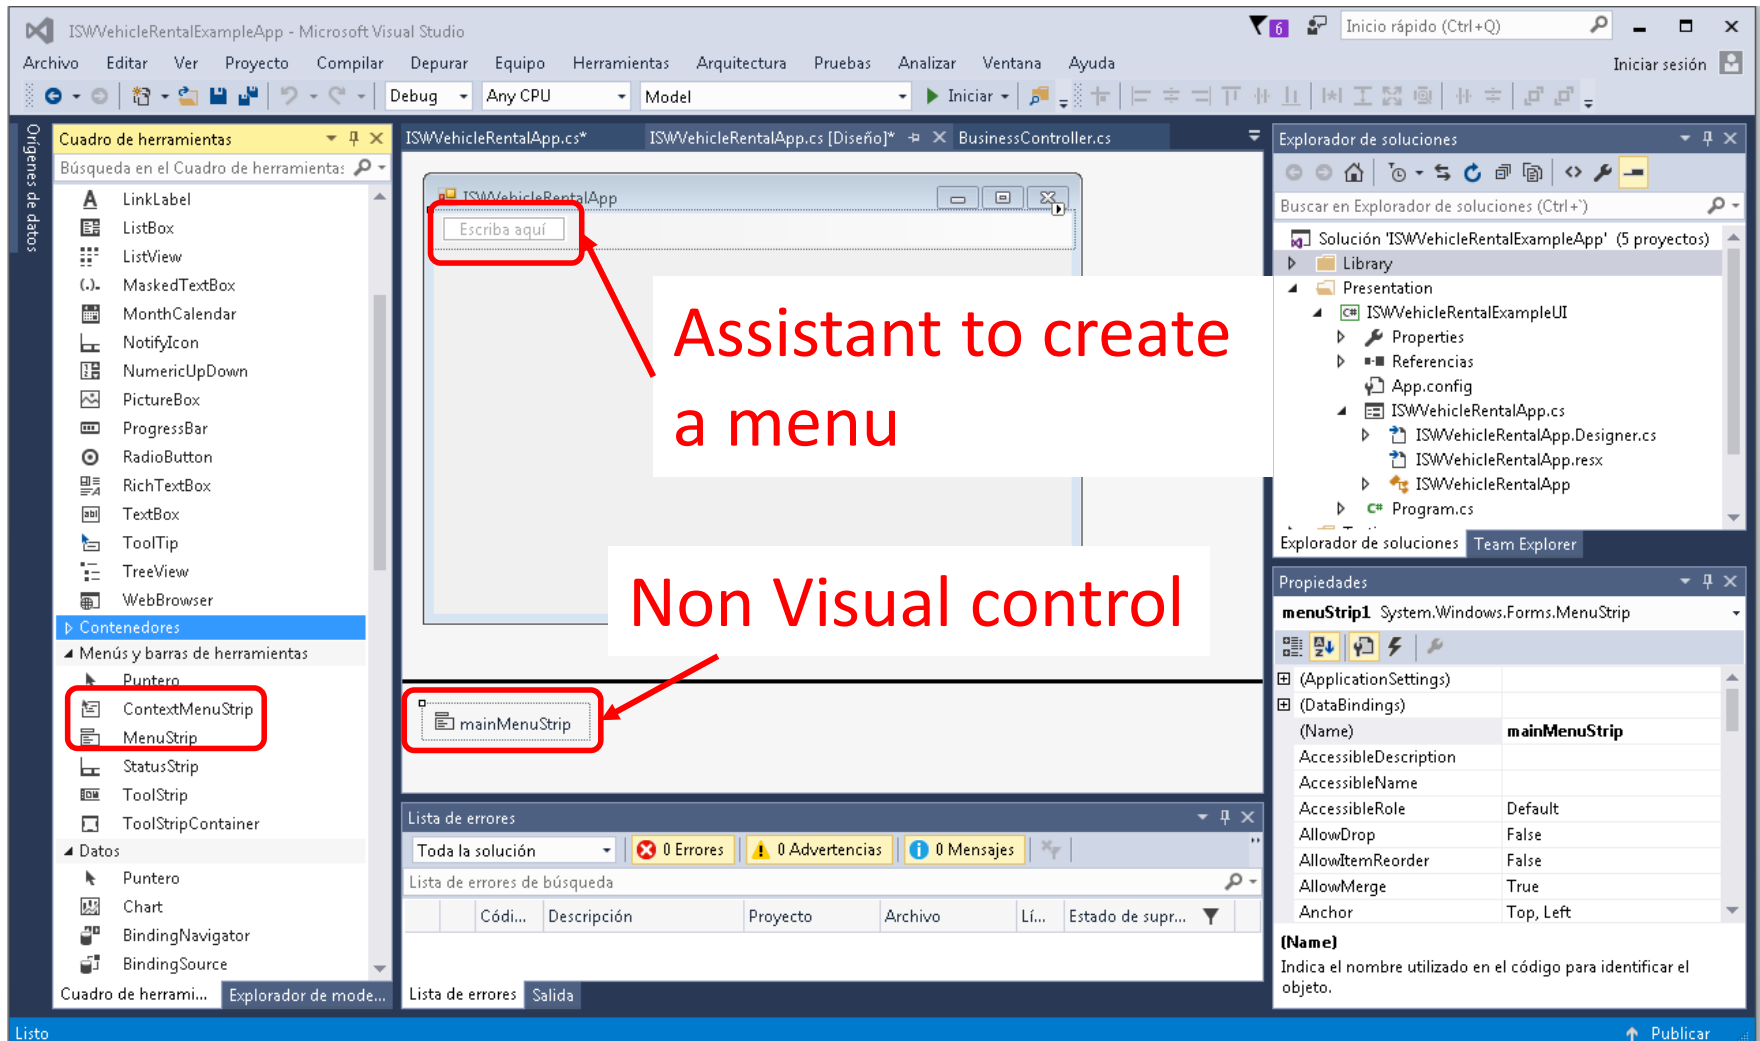 ISWVehicleRentalExampleApp - Microsoft Visual Studio
6
Inicio rápido (Ctrl+Q)
Archivo Editar Ver Proyecto Compilar Depurar Equipo Herramientas Arquitectura Pruebas Analizar Ventana Ayuda
Iniciar sesión
Debug Any CPU Model Iniciar
Orígenes de datos
Cuadro de herramientas
Búsqueda en el Cuadro de herramientas
LinkLabel
ListBox
ListView
MaskedTextBox
MonthCalendar
NotifyIcon
NumericUpDown
PictureBox
ProgressBar
RadioButton
RichTextBox
TextBox
ToolTip
TreeView
WebBrowser
Contenedores
Menús y barras de herramientas
Puntero
ContextMenuStrip
MenuStrip
StatusStrip
ToolStrip
ToolStripContainer
Datos
Puntero
Chart
BindingNavigator
BindingSource
Cuadro de herrami... Explorador de mode...
ISWVehicleRentalApp.cs* ISWVehicleRentalApp.cs [Diseño]* BusinessController.cs
ISWVehicleRentalApp
Escriba aquí
Assistant to create
a menu
Non Visual control
mainMenuStrip
Lista de errores
Toda la solución 0 Errores 0 Advertencias 0 Mensajes
Lista de errores de búsqueda
Códi... Descripción Proyecto Archivo Lí... Estado de supr...
Lista de errores Salida
Explorador de soluciones
Buscar en Explorador de soluciones (Ctrl+`)
Solución 'ISWVehicleRentalExampleApp' (5 proyectos)
Library
Presentation
C# ISWVehicleRentalExampleUI
Properties
Referencias
App.config
ISWVehicleRentalApp.cs
ISWVehicleRentalApp.Designer.cs
ISWVehicleRentalApp.resx
ISWVehicleRentalApp
C# Program.cs
Explorador de soluciones Team Explorer
Propiedades
menuStrip1 System.Windows.Forms.MenuStrip
(ApplicationSettings)
(DataBindings)
(Name) mainMenuStrip
AccessibleDescription
AccessibleName
AccessibleRole Default
AllowDrop False
AllowItemReorder False
AllowMerge True
Anchor Top, Left
(Name)
Indica el nombre utilizado en el código para identificar el
objeto.
Listo
Publicar